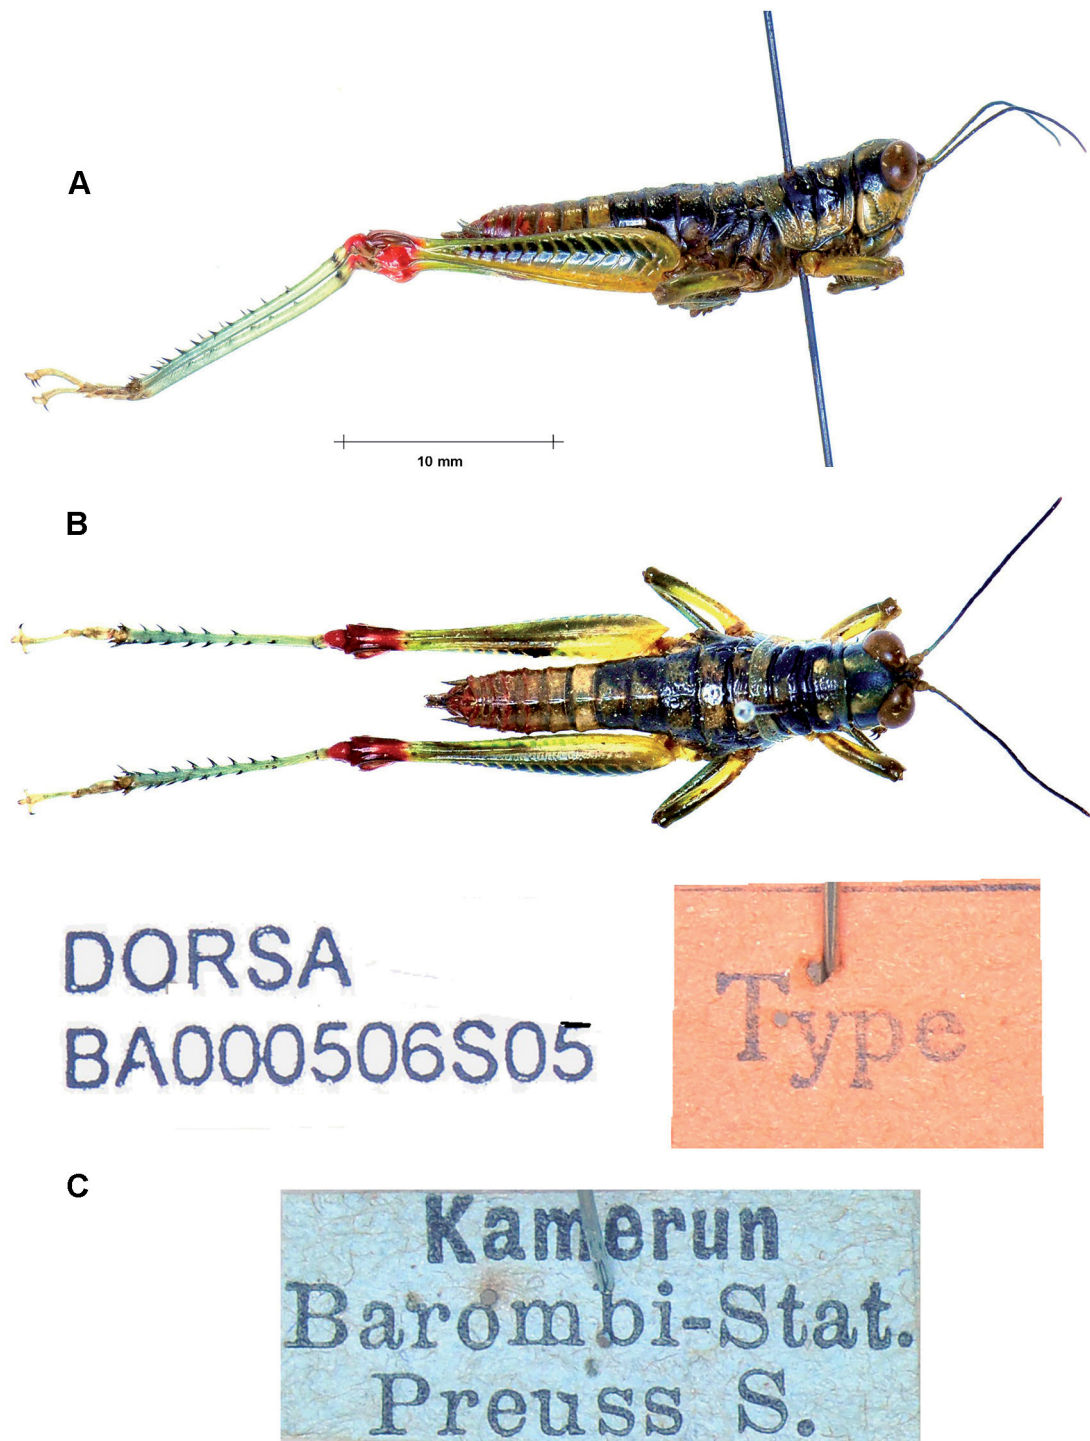 A
10 mm
B
DORSA
BA000506S05
Type
C
Kamerun
Barombi-Stat.
Preuss S.